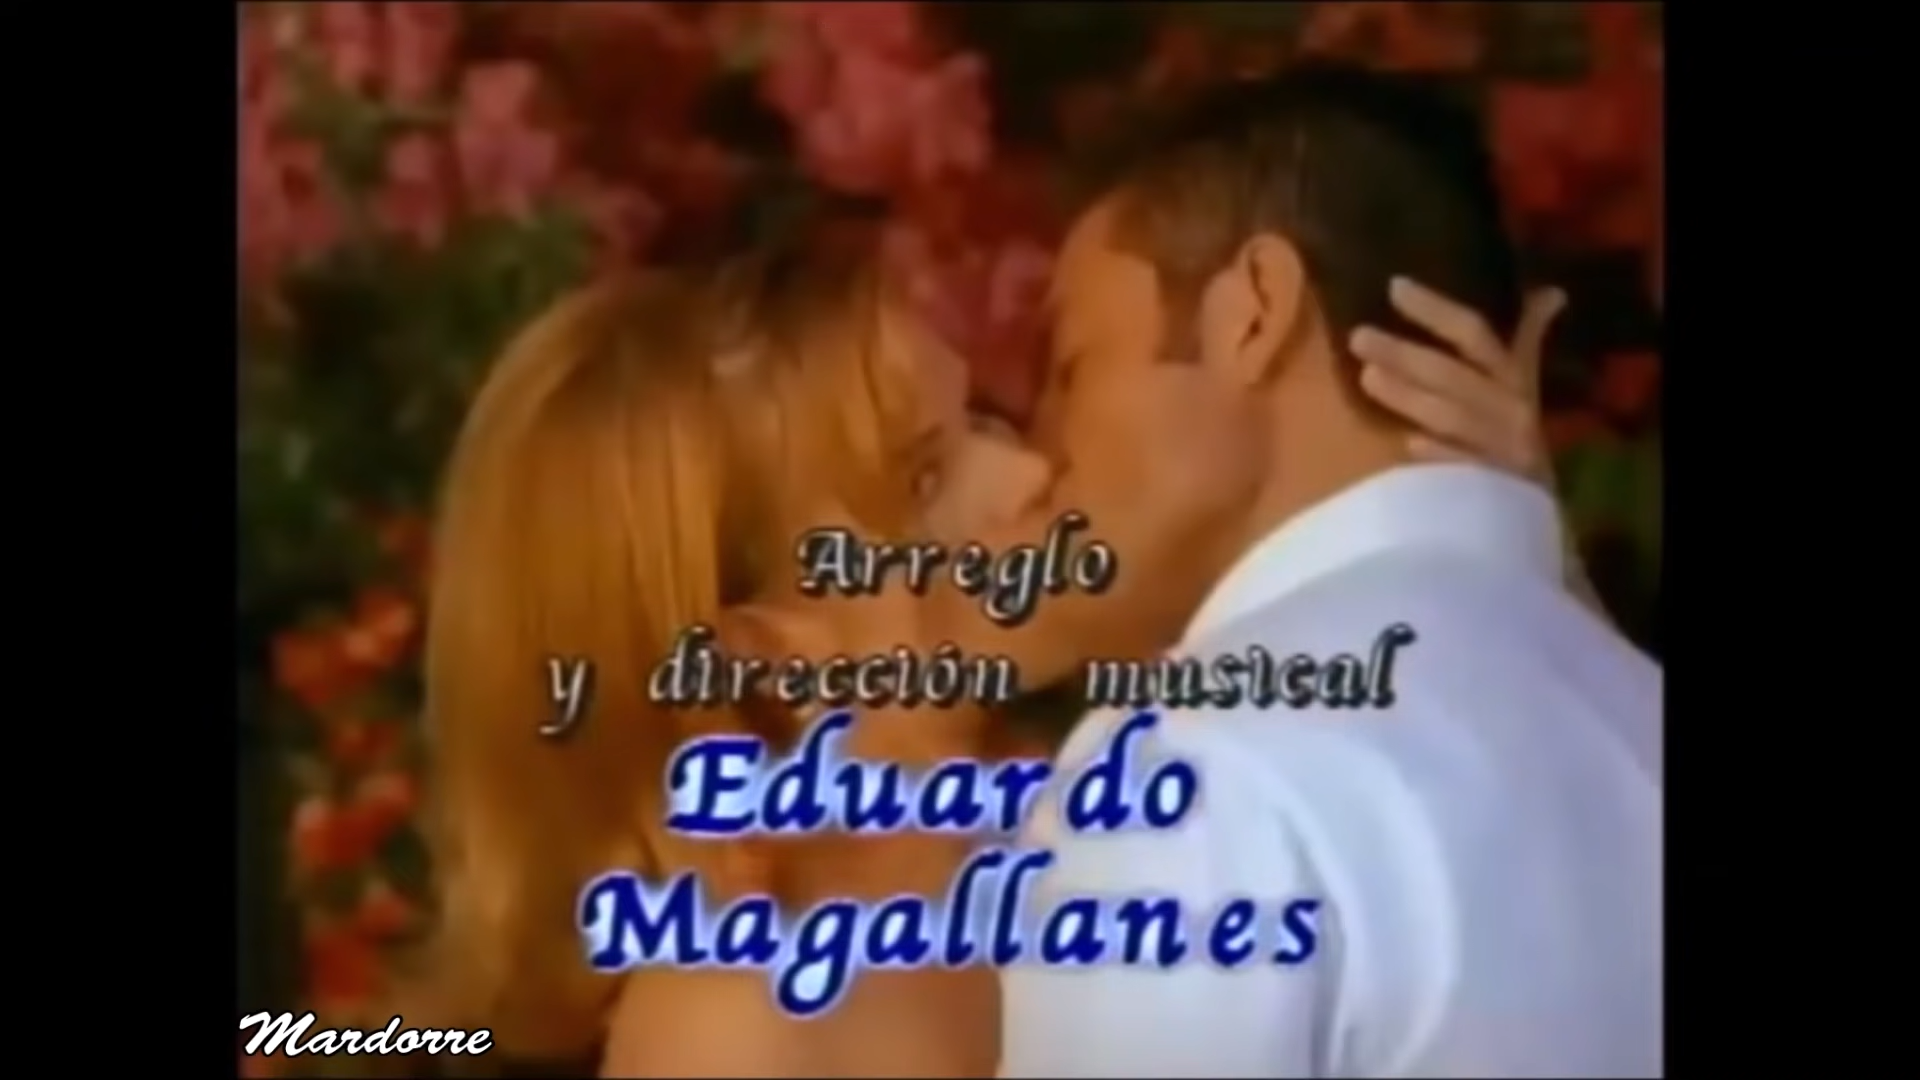 Arreglo
y dirección musical
Eduardo
Magallanes
Mardorre